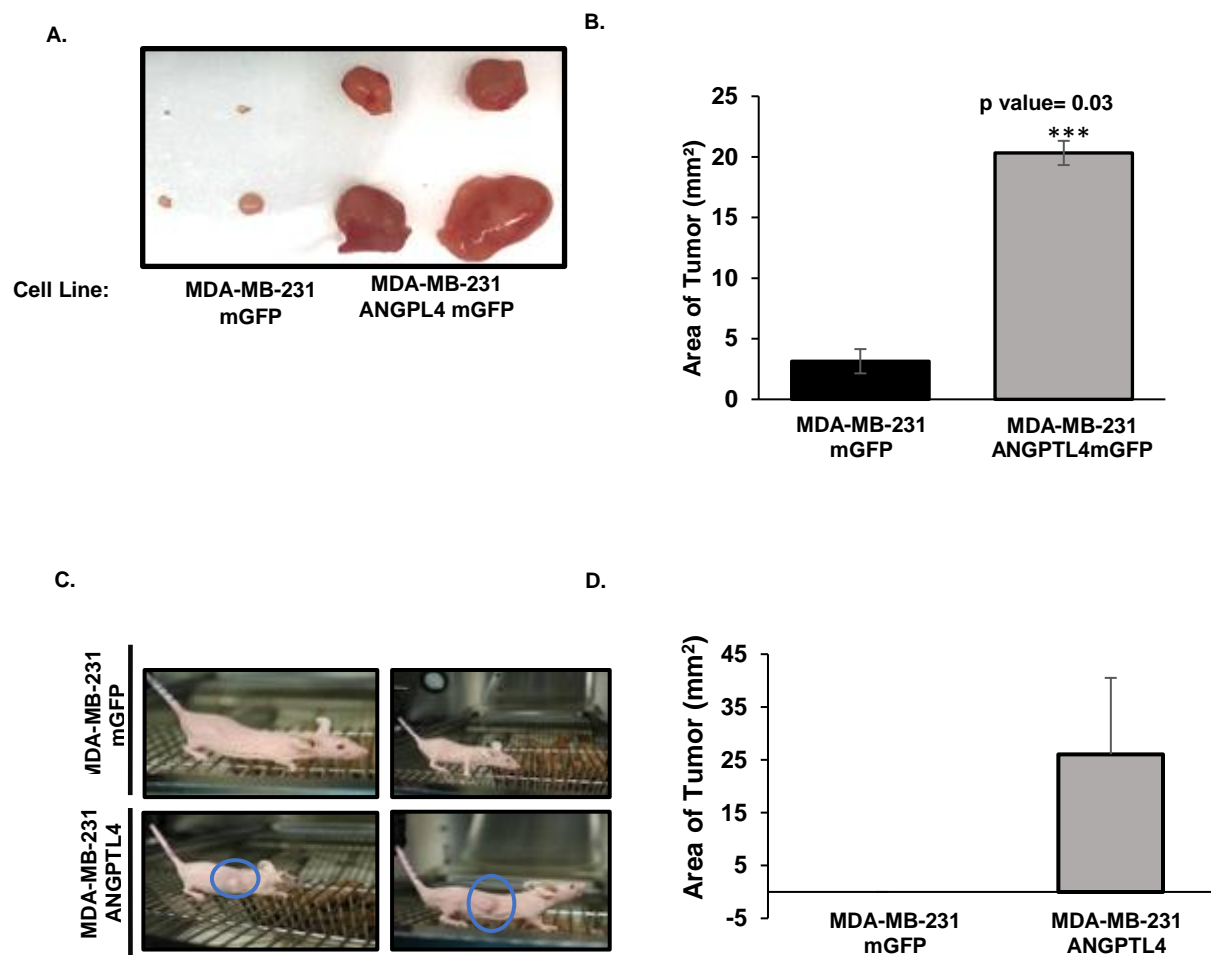 A.
Cell Line:
MDA-MB-231
mGFP
MDA-MB-231
ANGPL4 mGFP
B.
Area of Tumor (mm²)
25
20
15
10
5
0
p value= 0.03
***
MDA-MB-231
mGFP
MDA-MB-231
ANGPTL4mGFP
C.
MDA-MB-231
mGFP
MDA-MB-231
ANGPTL4
D.
Area of Tumor (mm²)
45
35
25
15
5
-5
MDA-MB-231
mGFP
MDA-MB-231
ANGPTL4